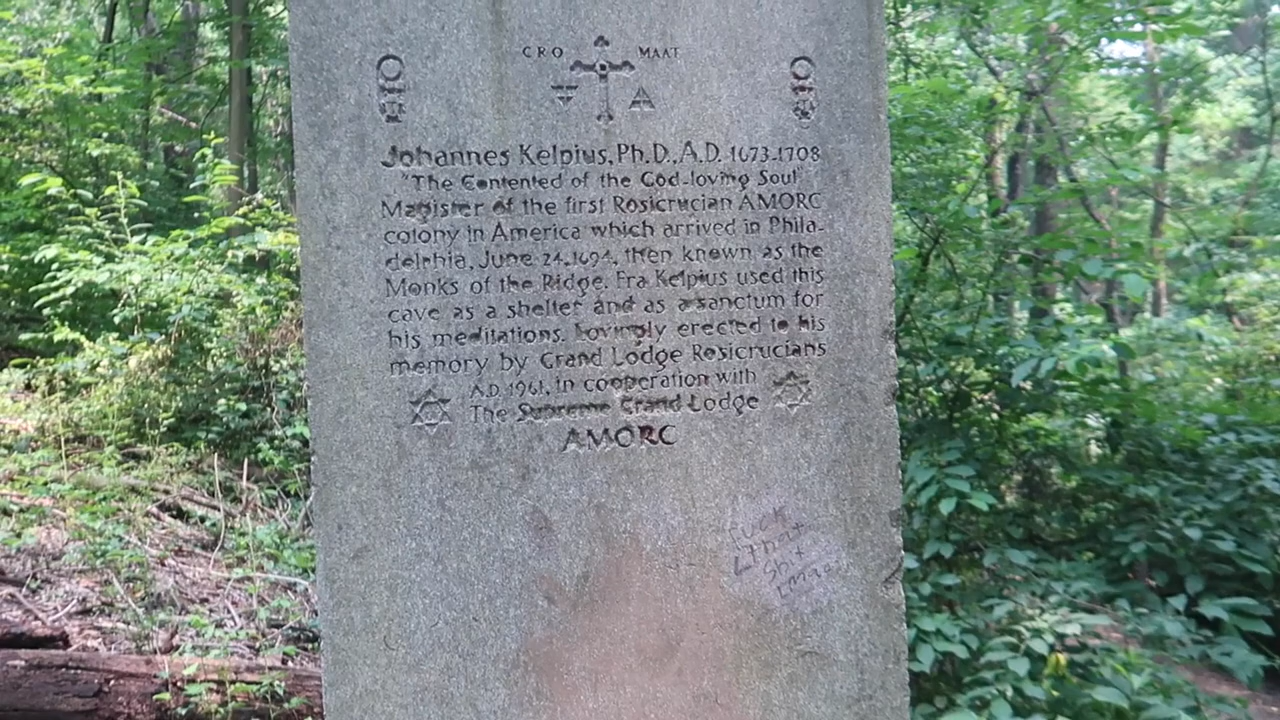 CRO MAAT
Johannes Kelpius, Ph.D., A.D. 1673-1708
"The Contented of the God-loving Soul"
Magister of the first Rosicrucian AMORC
colony in America which arrived in Phila-
delphia, June 24, 1694, then known as the
Monks of the Ridge. Fra Kelpius used this
cave as a shelter and as a sanctum for
his meditations. Lovingly erected to his
memory by Grand Lodge Rosicrucians
A.D. 1961, in cooperation with
The Supreme Grand Lodge
AMORC
FUCK
that
Shit
Lmao